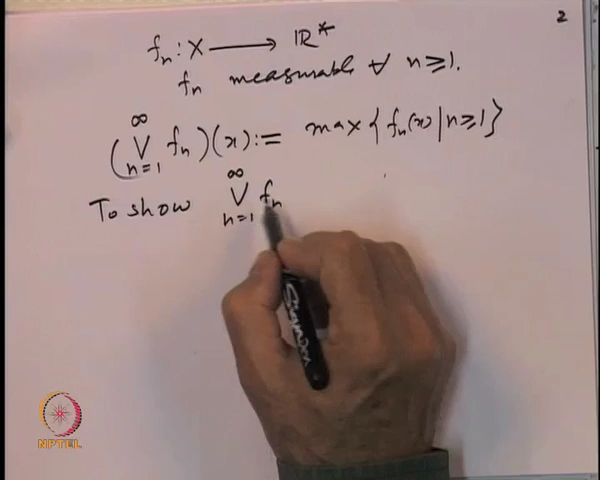 2
fₙ : X ⟶ ℝ*
fₙ measurable ∀ n ≥ 1.
(⋁_{n=1}^{∞} fₙ)(x) := max{fₙ(x) | n ≥ 1}
To show ⋁_{n=1}^{∞} fₙ
NPTEL